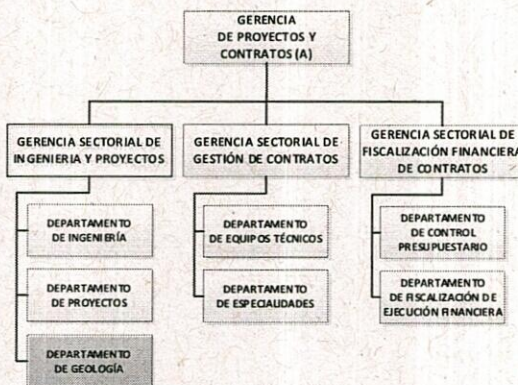 GERENCIA
DE PROYECTOS Y
CONTRATOS (A)
GERENCIA SECTORIAL DE
INGENIERIA Y PROYECTOS
GERENCIA SECTORIAL DE
GESTIÓN DE CONTRATOS
GERENCIA SECTORIAL DE
FISCALIZACIÓN FINANCIERA
DE CONTRATOS
DEPARTAMENTO
DE INGENIERÍA
DEPARTAMENTO
DE PROYECTOS
DEPARTAMENTO
DE GEOLOGÍA
DEPARTAMENTO
DE EQUIPOS TÉCNICOS
DEPARTAMENTO
DE ESPECIALIDADES
DEPARTAMENTO
DE CONTROL
PRESUPUESTARIO
DEPARTAMENTO
DE FISCALIZACIÓN DE
EJECUCIÓN FINANCIERA